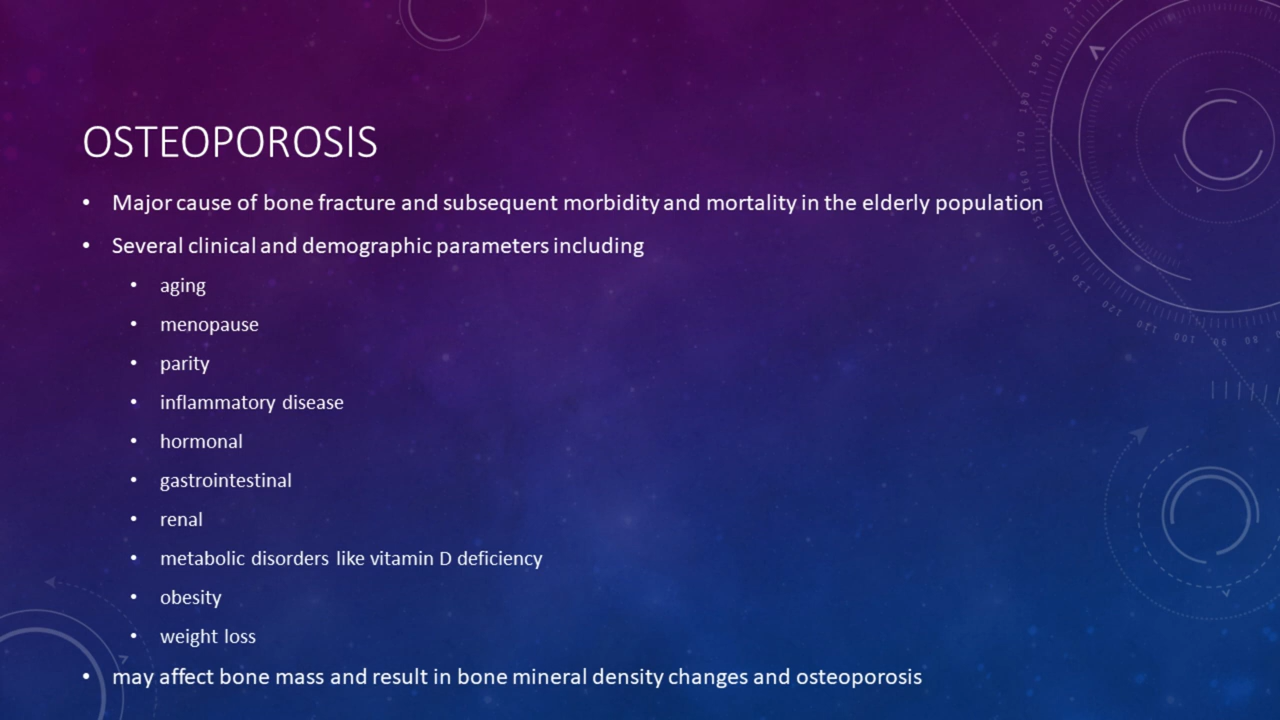 OSTEOPOROSIS
• Major cause of bone fracture and subsequent morbidity and mortality in the elderly population
• Several clinical and demographic parameters including
• aging
• menopause
• parity
• inflammatory disease
• hormonal
• gastrointestinal
• renal
• metabolic disorders like vitamin D deficiency
• obesity
• weight loss
• may affect bone mass and result in bone mineral density changes and osteoporosis